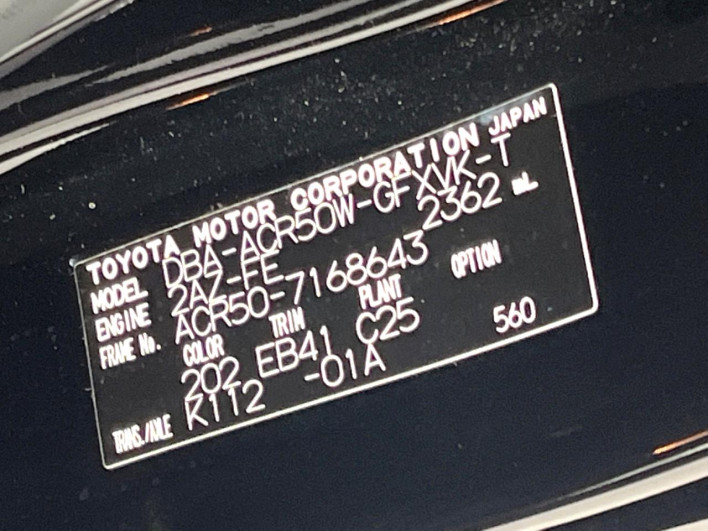 TOYOTA MOTOR CORPORATION JAPAN
MODEL DBA-ACR50W-GFXVK-T
ENGINE 2AZ-FE 2362 mL
FRAME No. ACR50-7168643
COLOR TRIM PLANT OPTION
202 EB41 C25 560
TRANS./AXLE K112 -01A